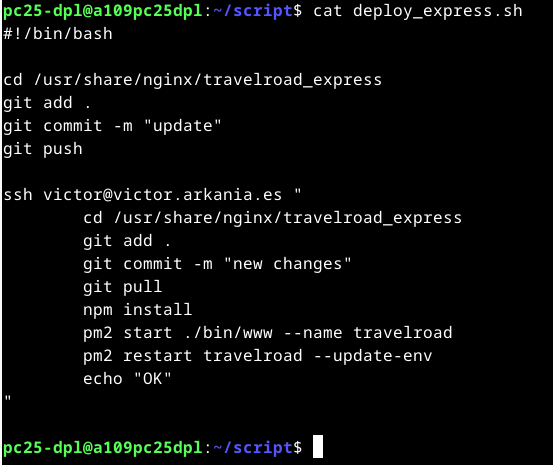 pc25-dpl@a109pc25dpl:~/script$ cat deploy_express.sh
#!/bin/bash

cd /usr/share/nginx/travelroad_express
git add .
git commit -m "update"
git push

ssh victor@victor.arkania.es "
        cd /usr/share/nginx/travelroad_express
        git add .
        git commit -m "new changes"
        git pull
        npm install
        pm2 start ./bin/www --name travelroad
        pm2 restart travelroad --update-env
        echo "OK"
"

pc25-dpl@a109pc25dpl:~/script$